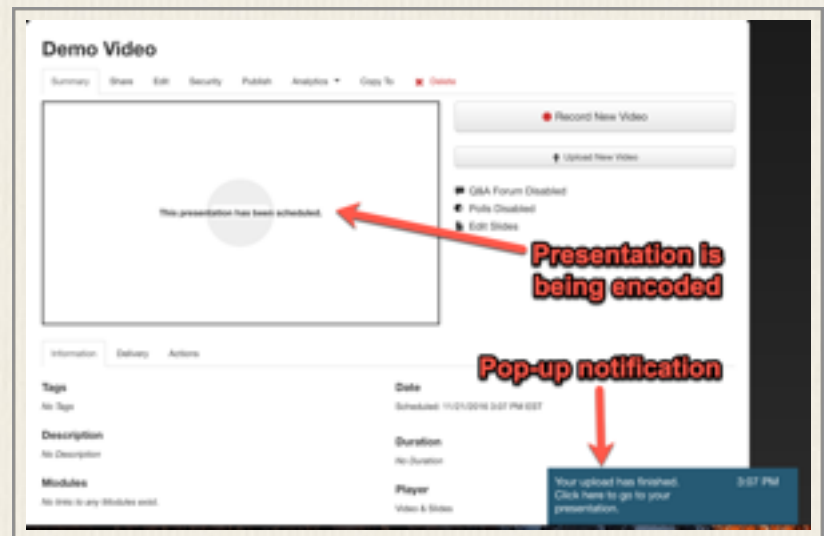 Demo Video
Summary Share Edit Security Publish Analytics Copy To Delete
Record New Video
Upload New Video
Q&A Forum Disabled
Polls Disabled
Edit Slides
This presentation has been scheduled.
Presentation is
being encoded
Information Delivery Actions
Pop-up notification
Tags
No Tags
Date
Scheduled: 11/21/2016 3:07 PM EST
Description
No Description
Duration
No Duration
Modules
No links to any Modules exist.
Player
Video & Slides
Your upload has finished. 3:07 PM
Click here to go to your
presentation.